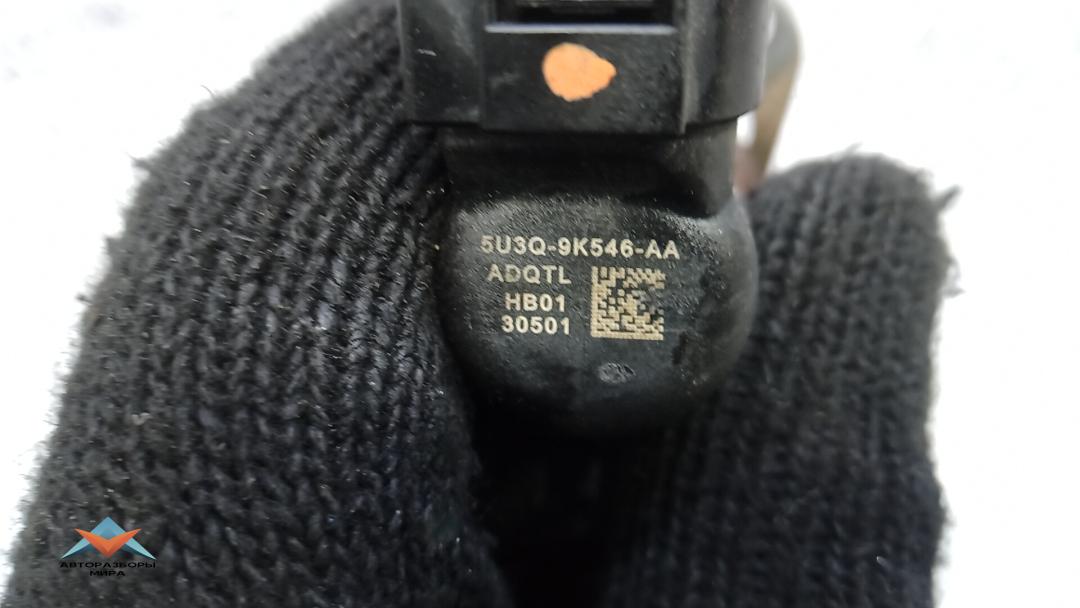 5U3Q-9K546-AA
ADQTL
HB01
30501
АВТОРАЗБОРЫ
МИРА